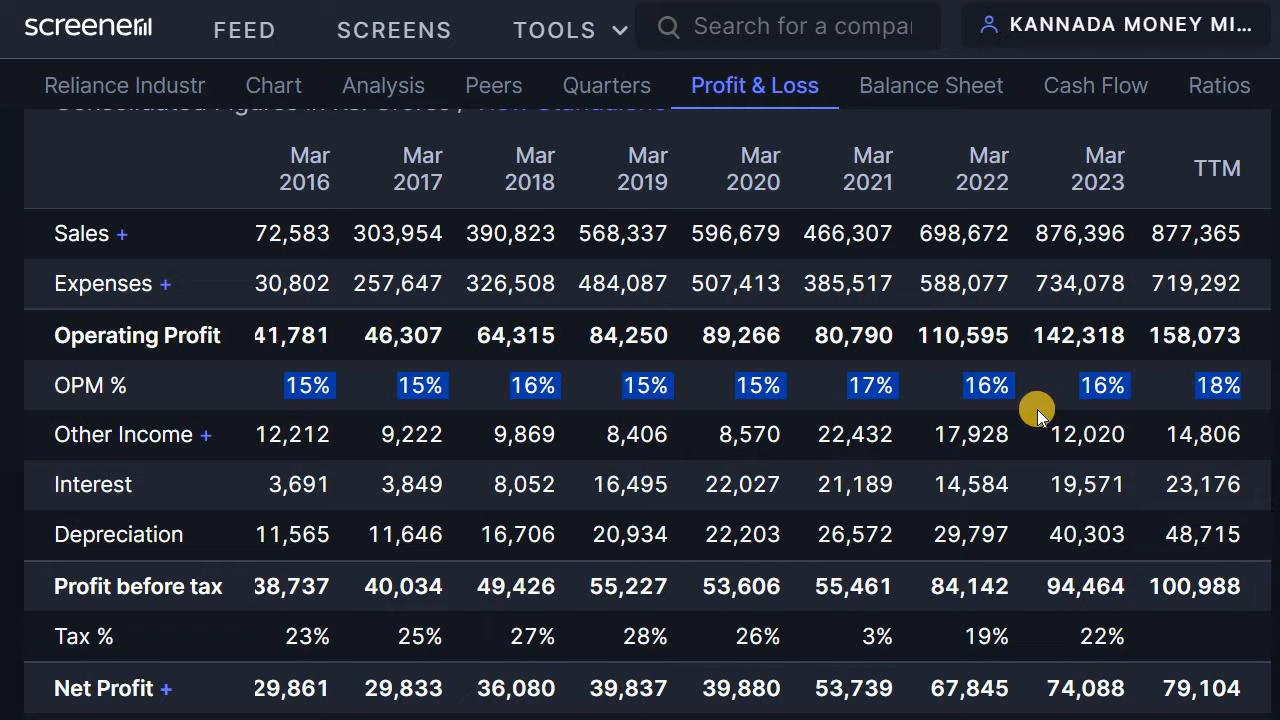 screener
FEED SCREENS TOOLS Search for a compar KANNADA MONEY MI...
Reliance Industr Chart Analysis Peers Quarters Profit & Loss Balance Sheet Cash Flow Ratios
Mar 2016 Mar 2017 Mar 2018 Mar 2019 Mar 2020 Mar 2021 Mar 2022 Mar 2023 TTM
Sales + 72,583 303,954 390,823 568,337 596,679 466,307 698,672 876,396 877,365
Expenses + 30,802 257,647 326,508 484,087 507,413 385,517 588,077 734,078 719,292
Operating Profit 41,781 46,307 64,315 84,250 89,266 80,790 110,595 142,318 158,073
OPM % 15% 15% 16% 15% 15% 17% 16% 16% 18%
Other Income + 12,212 9,222 9,869 8,406 8,570 22,432 17,928 12,020 14,806
Interest 3,691 3,849 8,052 16,495 22,027 21,189 14,584 19,571 23,176
Depreciation 11,565 11,646 16,706 20,934 22,203 26,572 29,797 40,303 48,715
Profit before tax 38,737 40,034 49,426 55,227 53,606 55,461 84,142 94,464 100,988
Tax % 23% 25% 27% 28% 26% 3% 19% 22%
Net Profit + 29,861 29,833 36,080 39,837 39,880 53,739 67,845 74,088 79,104